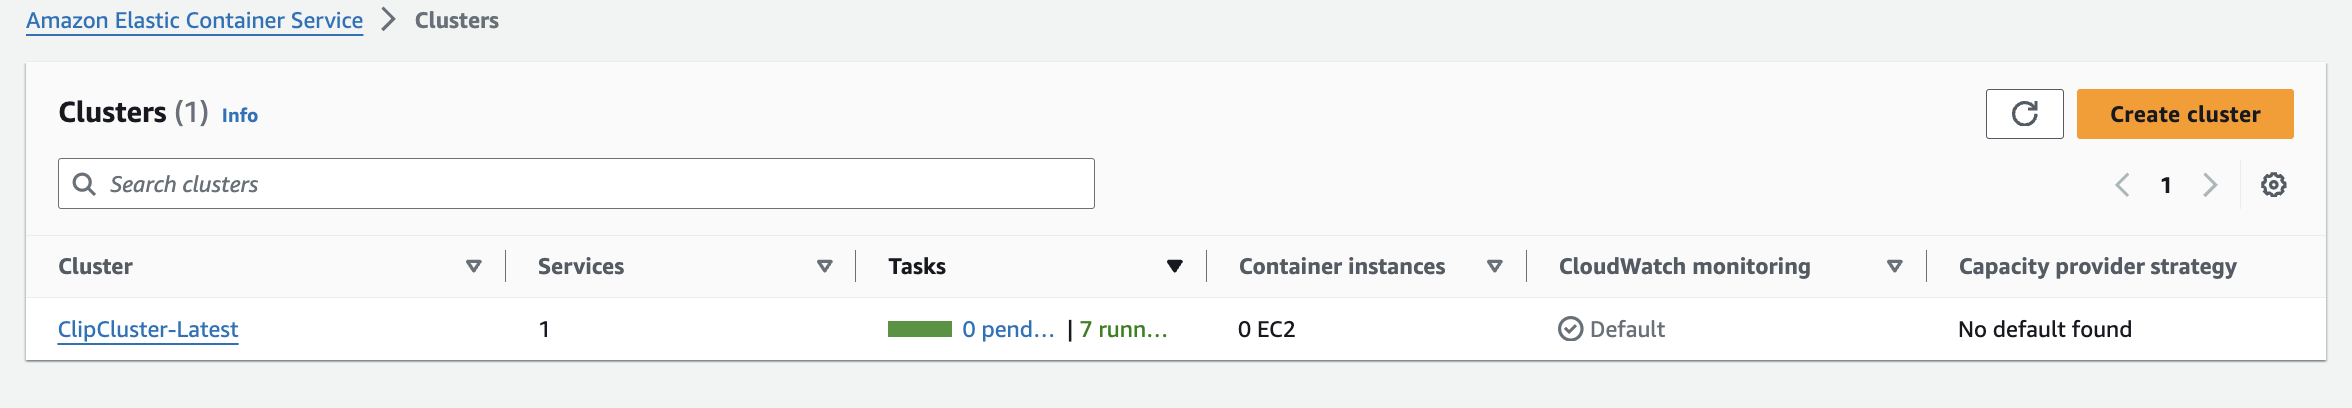 Amazon Elastic Container Service > Clusters
Clusters (1) Info
Create cluster
Search clusters
1
Cluster Services Tasks Container instances CloudWatch monitoring Capacity provider strategy
ClipCluster-Latest 1 0 pend… | 7 runn… 0 EC2 Default No default found